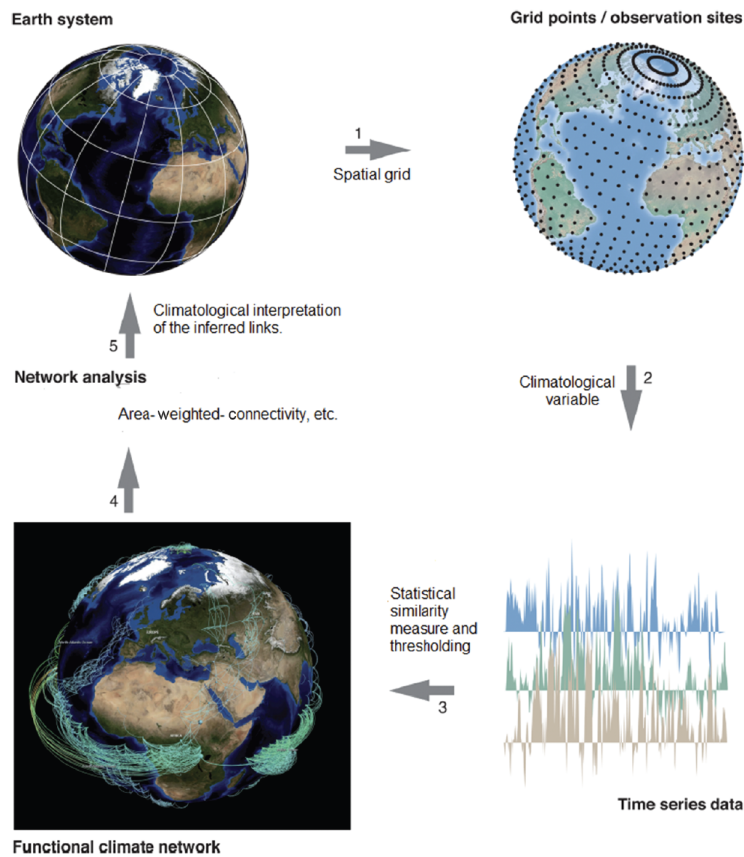 Earth system
Grid points / observation sites
1
Spatial grid
Climatological interpretation
of the inferred links.
5
Network analysis
Climatological
variable
2
Area- weighted- connectivity, etc.
4
Statistical
similarity
measure and
thresholding
3
Time series data
Functional climate network